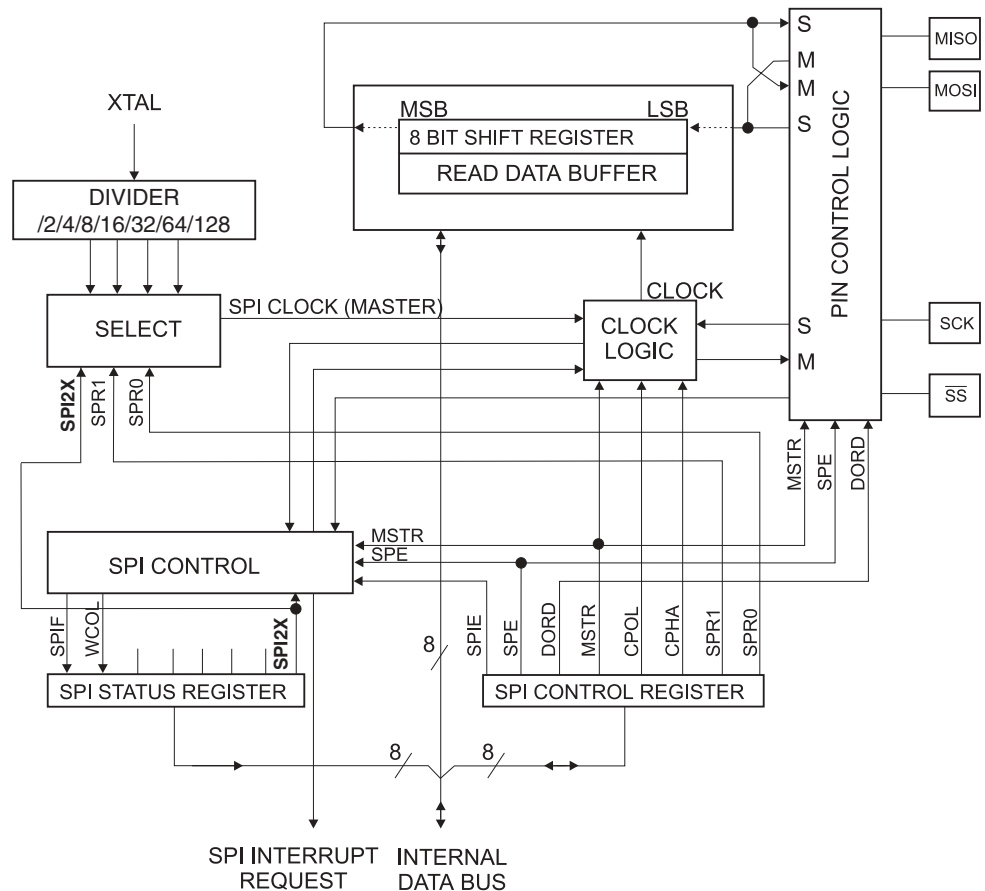 S
MISO
M
M
MOSI
XTAL
MSB
LSB
S
8 BIT SHIFT REGISTER
READ DATA BUFFER
PIN CONTROL LOGIC
DIVIDER
/2/4/8/16/32/64/128
SPI CLOCK (MASTER)
CLOCK
SELECT
CLOCK
LOGIC
S
M
SCK
SS
SPI2X
SPR1
SPR0
MSTR
SPE
DORD
MSTR
SPE
SPI CONTROL
SPIF
WCOL
SPI2X
8
SPIE
SPE
DORD
MSTR
CPOL
CPHA
SPR1
SPR0
SPI STATUS REGISTER
SPI CONTROL REGISTER
8
8
SPI INTERRUPT
REQUEST
INTERNAL
DATA BUS